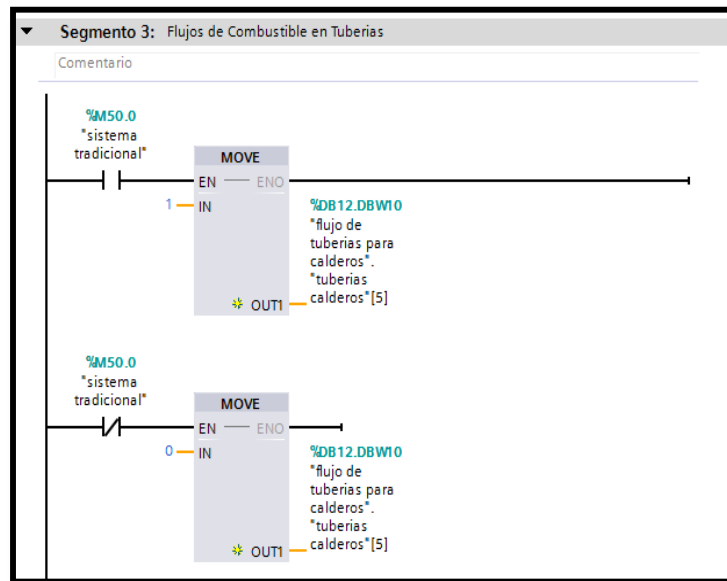 Segmento 3: Flujos de Combustible en Tuberias
Comentario
%M50.0
"sistema
tradicional"
MOVE
EN ENO
1 IN
%DB12.DBW10
"flujo de
tuberias para
calderos".
"tuberias
calderos"[5]
OUT1
%M50.0
"sistema
tradicional"
MOVE
EN ENO
0 IN
%DB12.DBW10
"flujo de
tuberias para
calderos".
"tuberias
calderos"[5]
OUT1